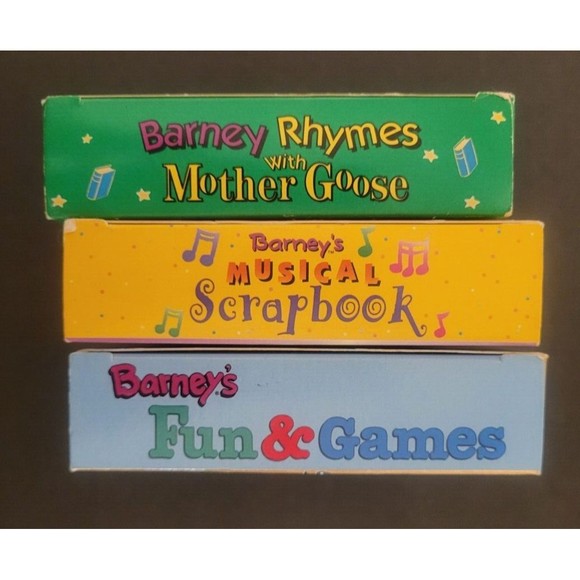 Barney Rhymes
with
Mother Goose
Barney's
MUSICAL
Scrapbook
Barney's
Fun & Games